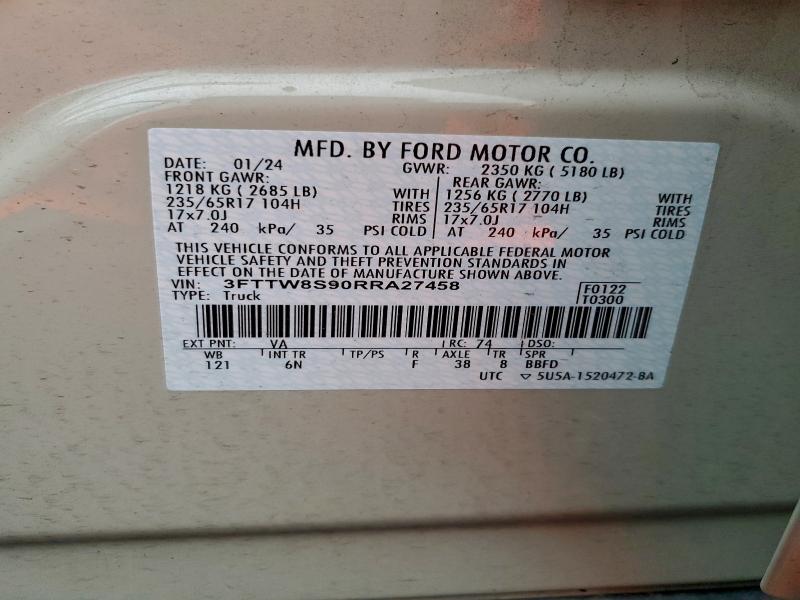 MFD. BY FORD MOTOR CO.
DATE: 01/24 GVWR: 2350 KG ( 5180 LB)
FRONT GAWR: REAR GAWR:
1218 KG ( 2685 LB) WITH 1256 KG ( 2770 LB) WITH
235/65R17 104H TIRES 235/65R17 104H TIRES
17x7.0J RIMS 17x7.0J RIMS
AT 240 kPa/ 35 PSI COLD AT 240 kPa/ 35 PSI COLD
THIS VEHICLE CONFORMS TO ALL APPLICABLE FEDERAL MOTOR
VEHICLE SAFETY AND THEFT PREVENTION STANDARDS IN
EFFECT ON THE DATE OF MANUFACTURE SHOWN ABOVE.
VIN: 3FTTW8S90RRA27458 F0122
TYPE: Truck T0300
EXT PNT: VA RC: 74 DSO:
WB INT TR TP/PS R AXLE TR SPR
121 6N F 38 8 BBFD
UTC ▽ 5U5A-1520472-BA